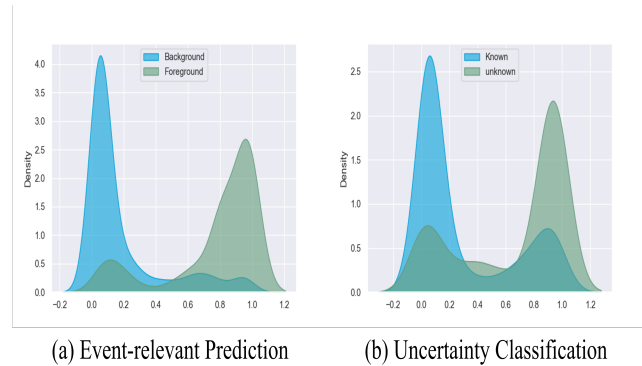 Background
Foreground
4.0
3.5
3.0
2.5
2.0
1.5
1.0
0.5
0.0
Density
−0.2 0.0 0.2 0.4 0.6 0.8 1.0 1.2
(a) Event-relevant Prediction
Known
unknown
2.5
2.0
1.5
1.0
0.5
0.0
Density
−0.2 0.0 0.2 0.4 0.6 0.8 1.0 1.2
(b) Uncertainty Classification